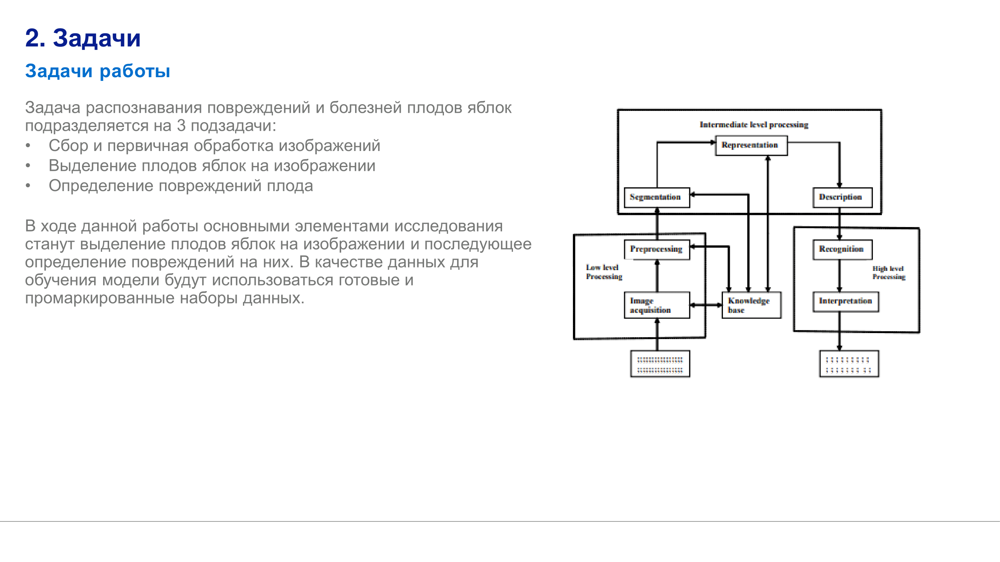 2. Задачи
Задачи работы
Задача распознавания повреждений и болезней плодов яблок
подразделяется на 3 подзадачи:
• Сбор и первичная обработка изображений
• Выделение плодов яблок на изображении
• Определение повреждений плода
В ходе данной работы основными элементами исследования
станут выделение плодов яблок на изображении и последующее
определение повреждений на них. В качестве данных для
обучения модели будут использоваться готовые и
промаркированные наборы данных.
Intermediate level processing
Representation
Segmentation
Description
Preprocessing
Recognition
Low level
Processing
High level
Processing
Image
acquisition
Knowledge
base
Interpretation